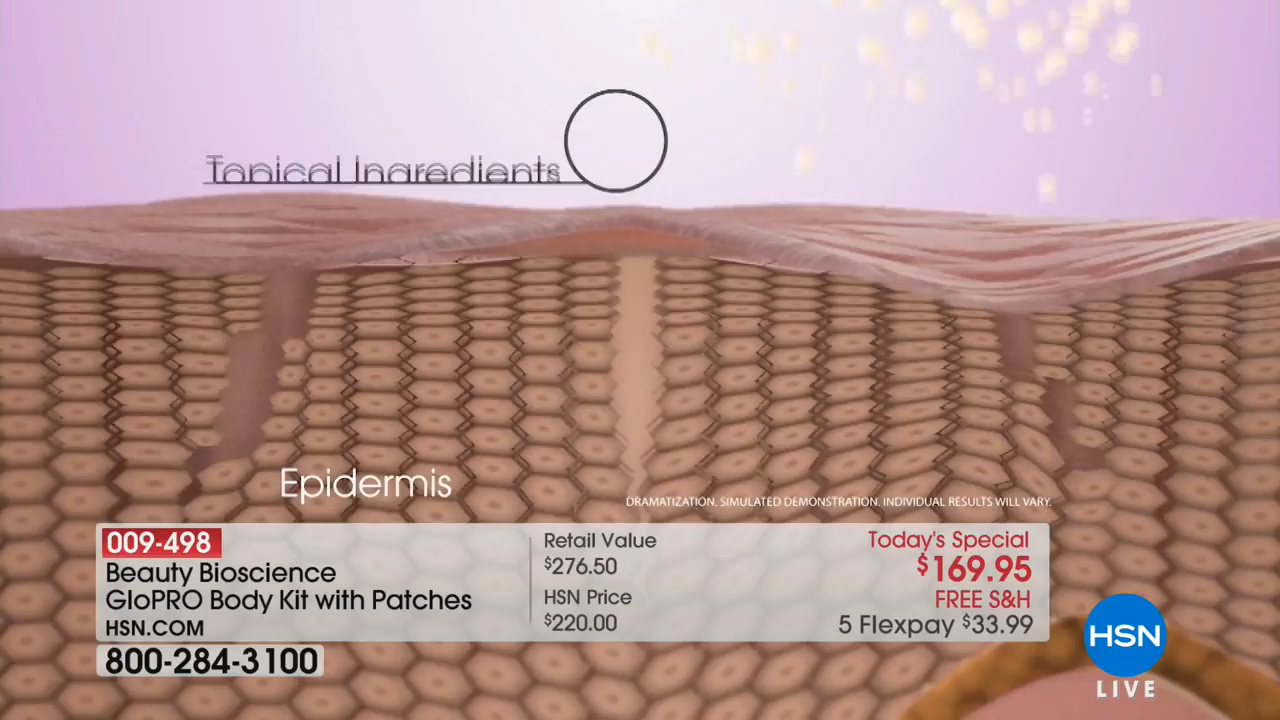 Topical Ingredients
Epidermis
DRAMATIZATION. SIMULATED DEMONSTRATION. INDIVIDUAL RESULTS WILL VARY.
009-498
Beauty Bioscience
GloPRO Body Kit with Patches
HSN.COM
800-284-3100
Retail Value
$276.50
HSN Price
$220.00
Today's Special
$169.95
FREE S&H
5 Flexpay $33.99
HSN
LIVE